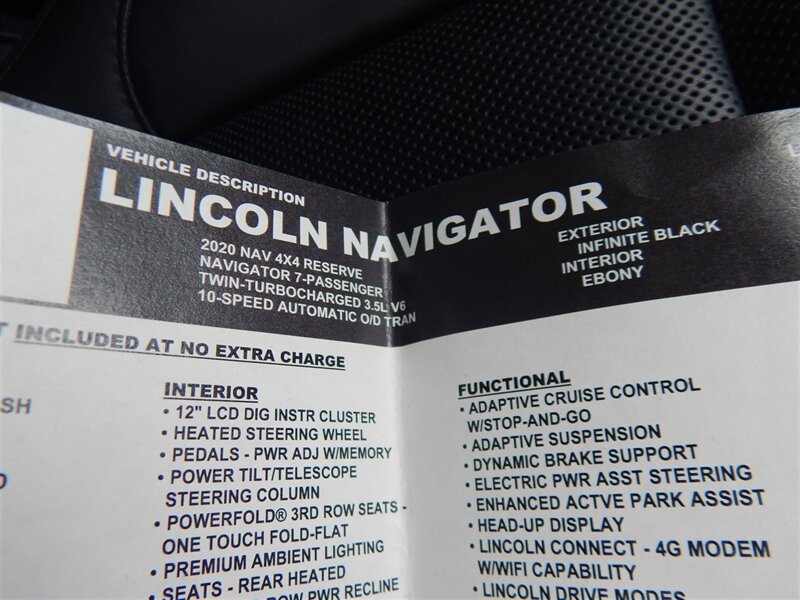 VEHICLE DESCRIPTION
LINCOLN NAVIGATOR
2020 NAV 4X4 RESERVE
NAVIGATOR 7-PASSENGER
TWIN-TURBOCHARGED 3.5L V6
10-SPEED AUTOMATIC O/D TRAN
EXTERIOR
INFINITE BLACK
INTERIOR
EBONY
INCLUDED AT NO EXTRA CHARGE
INTERIOR
• 12" LCD DIG INSTR CLUSTER
• HEATED STEERING WHEEL
• PEDALS - PWR ADJ W/MEMORY
• POWER TILT/TELESCOPE
STEERING COLUMN
• POWERFOLD® 3RD ROW SEATS -
ONE TOUCH FOLD-FLAT
• PREMIUM AMBIENT LIGHTING
• SEATS - REAR HEATED
ROW PWR RECLINE
FUNCTIONAL
• ADAPTIVE CRUISE CONTROL
W/STOP-AND-GO
• ADAPTIVE SUSPENSION
• DYNAMIC BRAKE SUPPORT
• ELECTRIC PWR ASST STEERING
• ENHANCED ACTVE PARK ASSIST
• HEAD-UP DISPLAY
• LINCOLN CONNECT - 4G MODEM
W/WIFI CAPABILITY
• LINCOLN DRIVE MODES